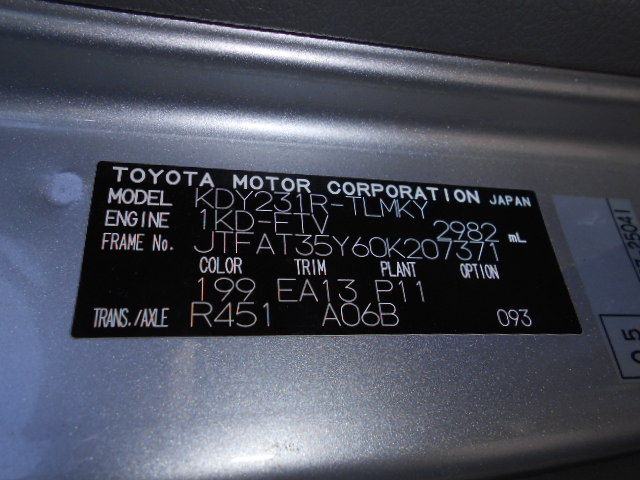 TOYOTA MOTOR CORPORATION JAPAN
MODEL KDY231R-TLMKY
ENGINE 1KD-FTV 2982 mL
FRAME No. JTFAT35Y60K207371
COLOR TRIM PLANT OPTION
199 EA13 P11
TRANS./AXLE R451 A06B 093